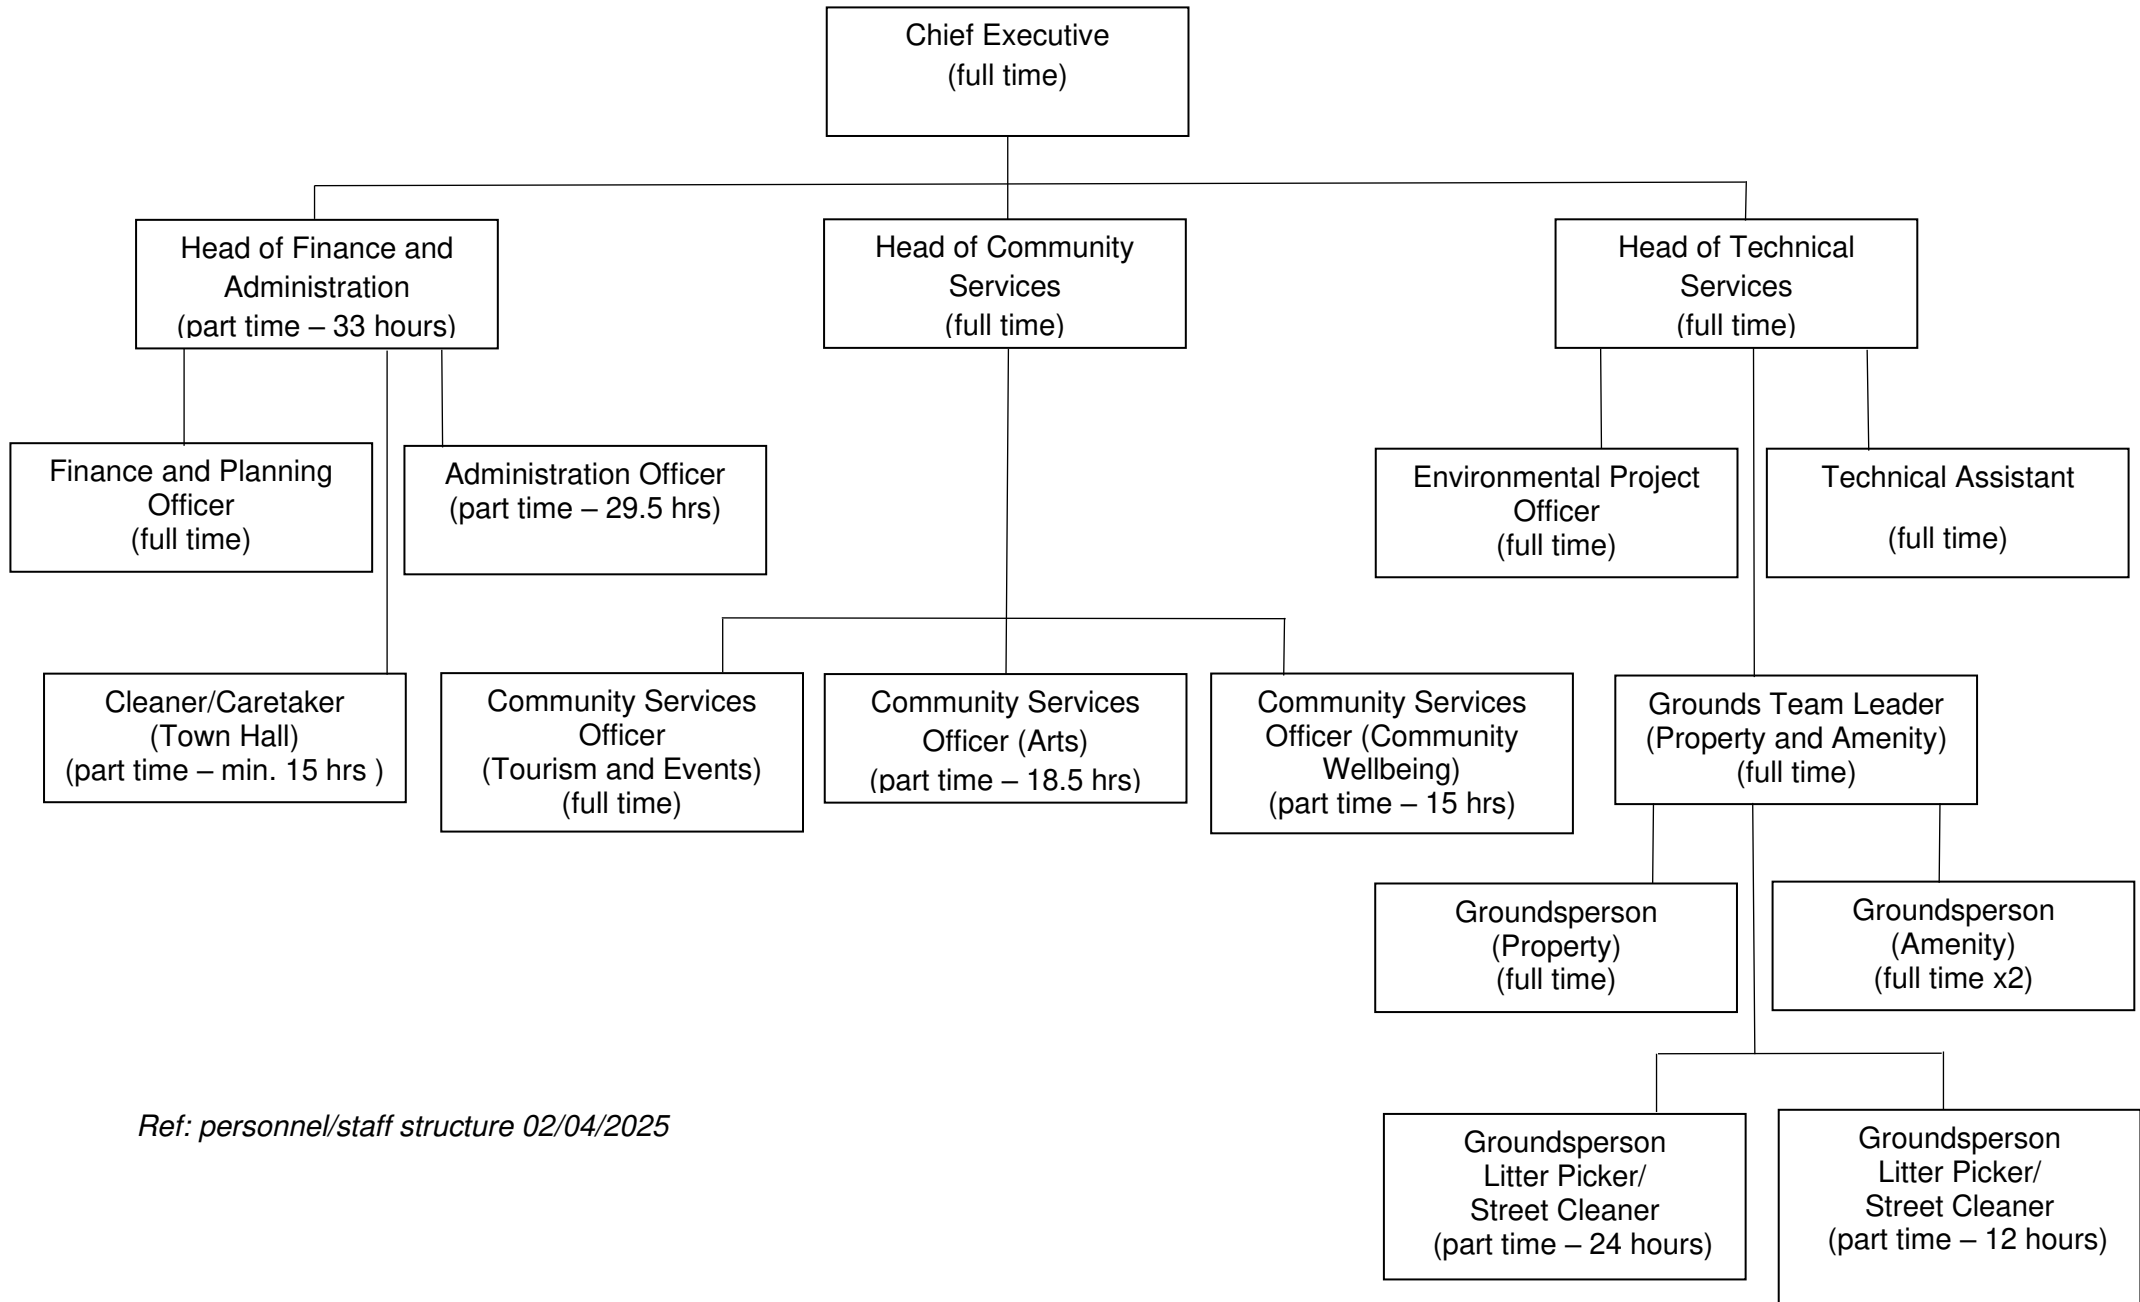 Chief Executive
(full time)
Head of Finance and
Administration
(part time – 33 hours)
Head of Community
Services
(full time)
Head of Technical
Services
(full time)
Finance and Planning
Officer
(full time)
Administration Officer
(part time – 29.5 hrs)
Environmental Project
Officer
(full time)
Technical Assistant
(full time)
Cleaner/Caretaker
(Town Hall)
(part time – min. 15 hrs )
Community Services
Officer
(Tourism and Events)
(full time)
Community Services
Officer (Arts)
(part time – 18.5 hrs)
Community Services
Officer (Community
Wellbeing)
(part time – 15 hrs)
Grounds Team Leader
(Property and Amenity)
(full time)
Groundsperson
(Property)
(full time)
Groundsperson
(Amenity)
(full time x2)
Ref: personnel/staff structure 02/04/2025
Groundsperson
Litter Picker/
Street Cleaner
(part time – 24 hours)
Groundsperson
Litter Picker/
Street Cleaner
(part time – 12 hours)